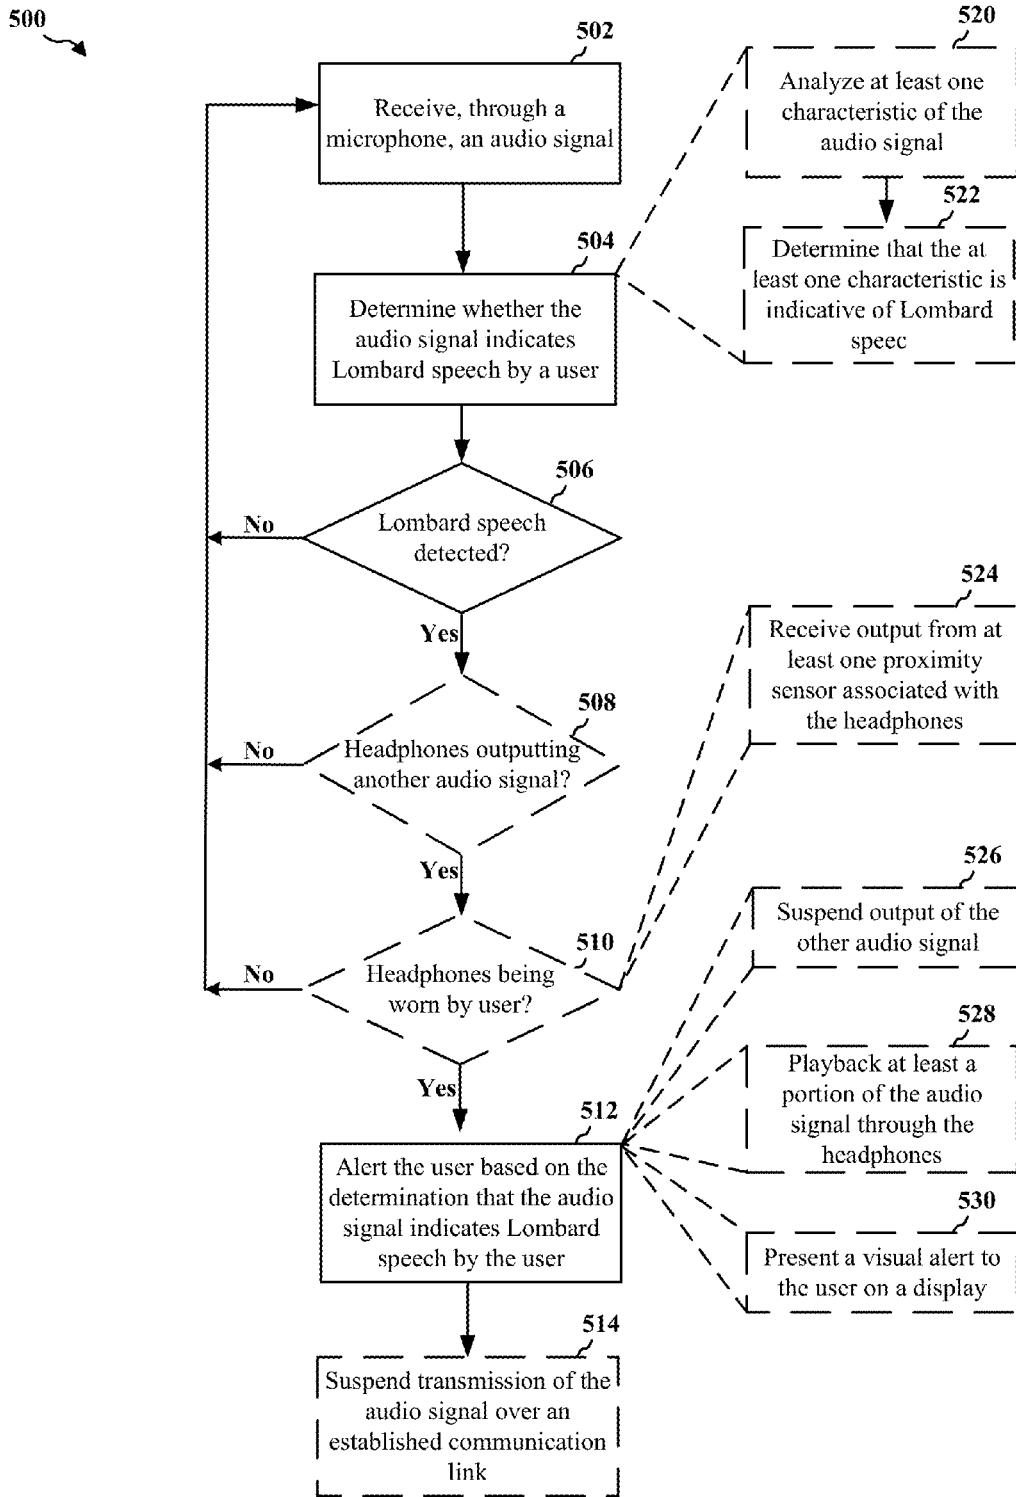 500
502
Receive, through a
microphone, an audio signal
504
Determine whether the
audio signal indicates
Lombard speech by a user
506
Lombard speech
detected?
No
Yes
508
Headphones outputting
another audio signal?
No
Yes
510
Headphones being
worn by user?
No
Yes
512
Alert the user based on the
determination that the audio
signal indicates Lombard
speech by the user
514
Suspend transmission of the
audio signal over an
established communication
link
520
Analyze at least one
characteristic of the
audio signal
522
Determine that the at
least one characteristic is
indicative of Lombard
speec
524
Receive output from at
least one proximity
sensor associated with
the headphones
526
Suspend output of the
other audio signal
528
Playback at least a
portion of the audio
signal through the
headphones
530
Present a visual alert to
the user on a display